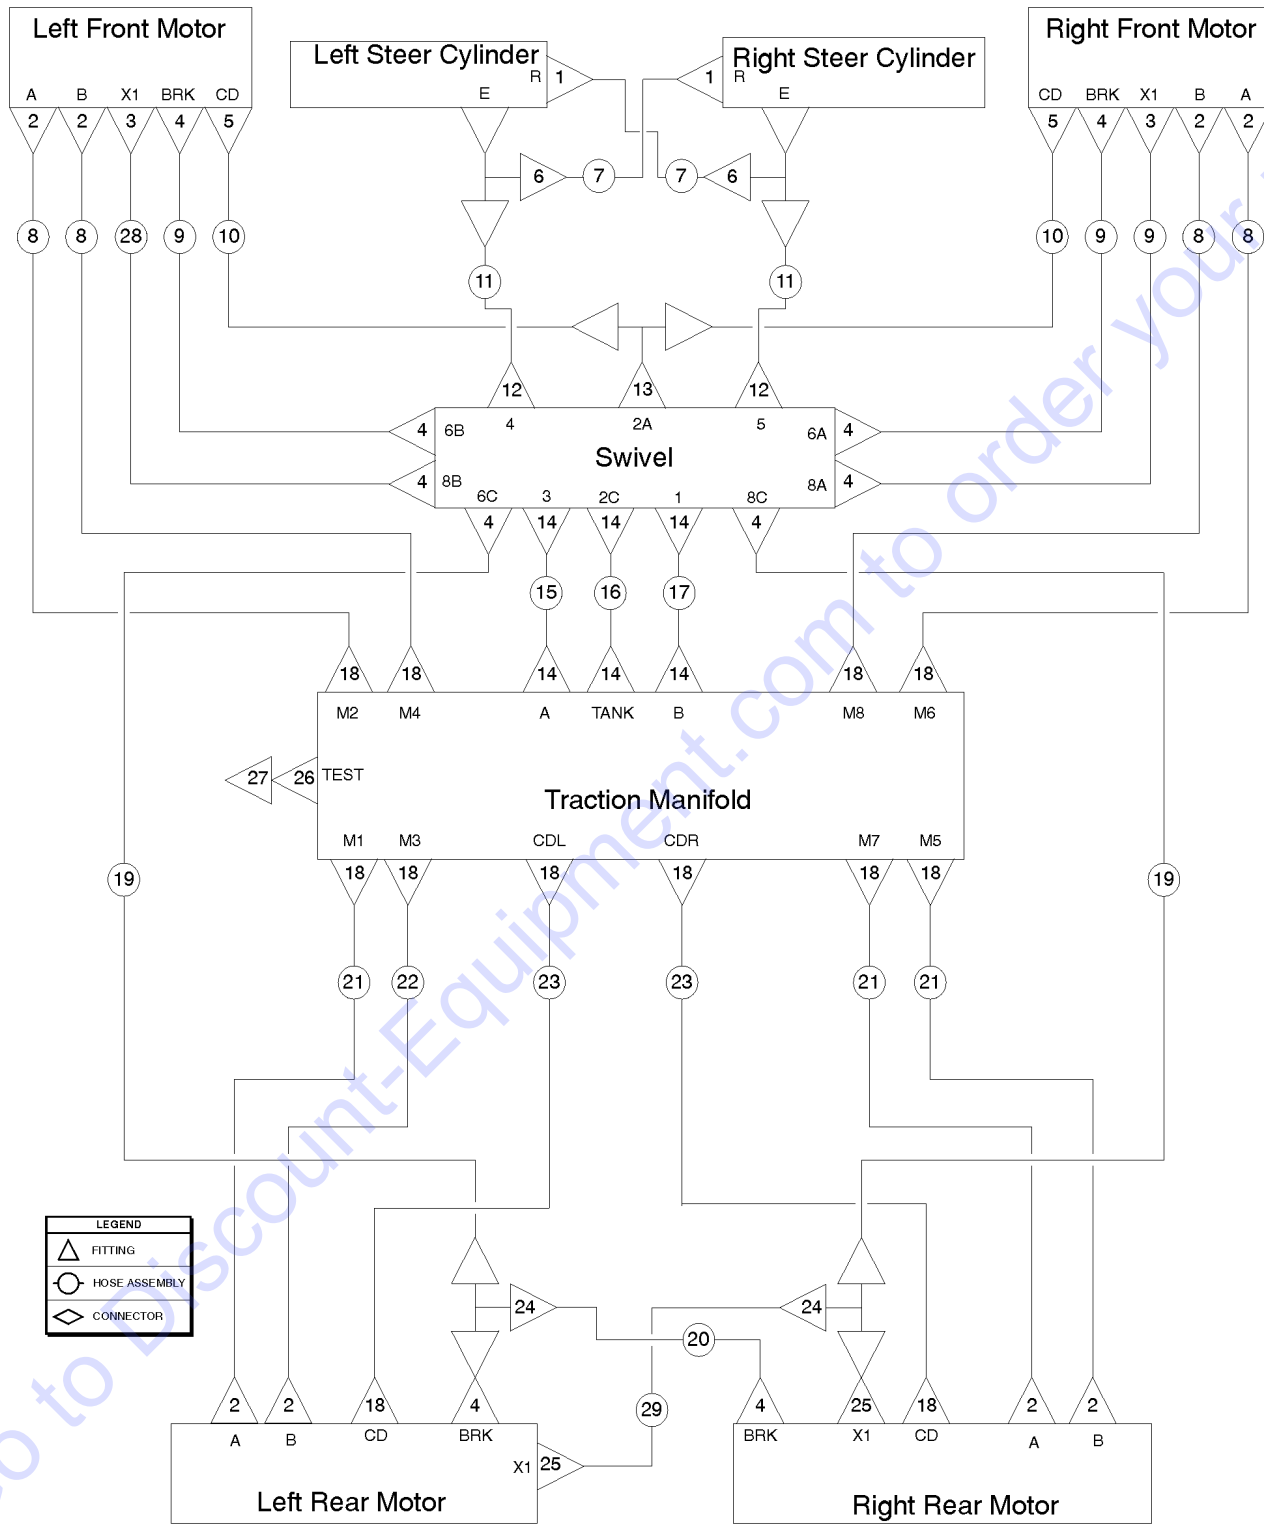 Left Front Motor
Left Steer Cylinder
Right Steer Cylinder
Right Front Motor
R 1
1 R
E
E
A B X1 BRK CD
CD BRK X1 B A
2 2 3 4 5
5 4 3 2 2
6 7 7 6
8 8 28 9 10
10 9 9 8 8
11 11
12 13 12
4 2A 5
4 6B
6A 4
Swivel
4 8B
8A 4
6C 3 2C 1 8C
4 14 14 14 4
15 16 17
18 18 14 14 14 18 18
M2 M4 A TANK B M8 M6
27 26 TEST
Traction Manifold
M1 M3 CDL CDR M7 M5
18 18 18 18 18 18
19 19
21 22 23 23 21 21
LEGEND
FITTING
HOSE ASSEMBLY
CONNECTOR
24 24
20
29
2 2 18 4
4 25 18 2 2
A B CD BRK
BRK X1 CD A B
X1 25
Left Rear Motor
Right Rear Motor
to Discount-Equipment.com to order your